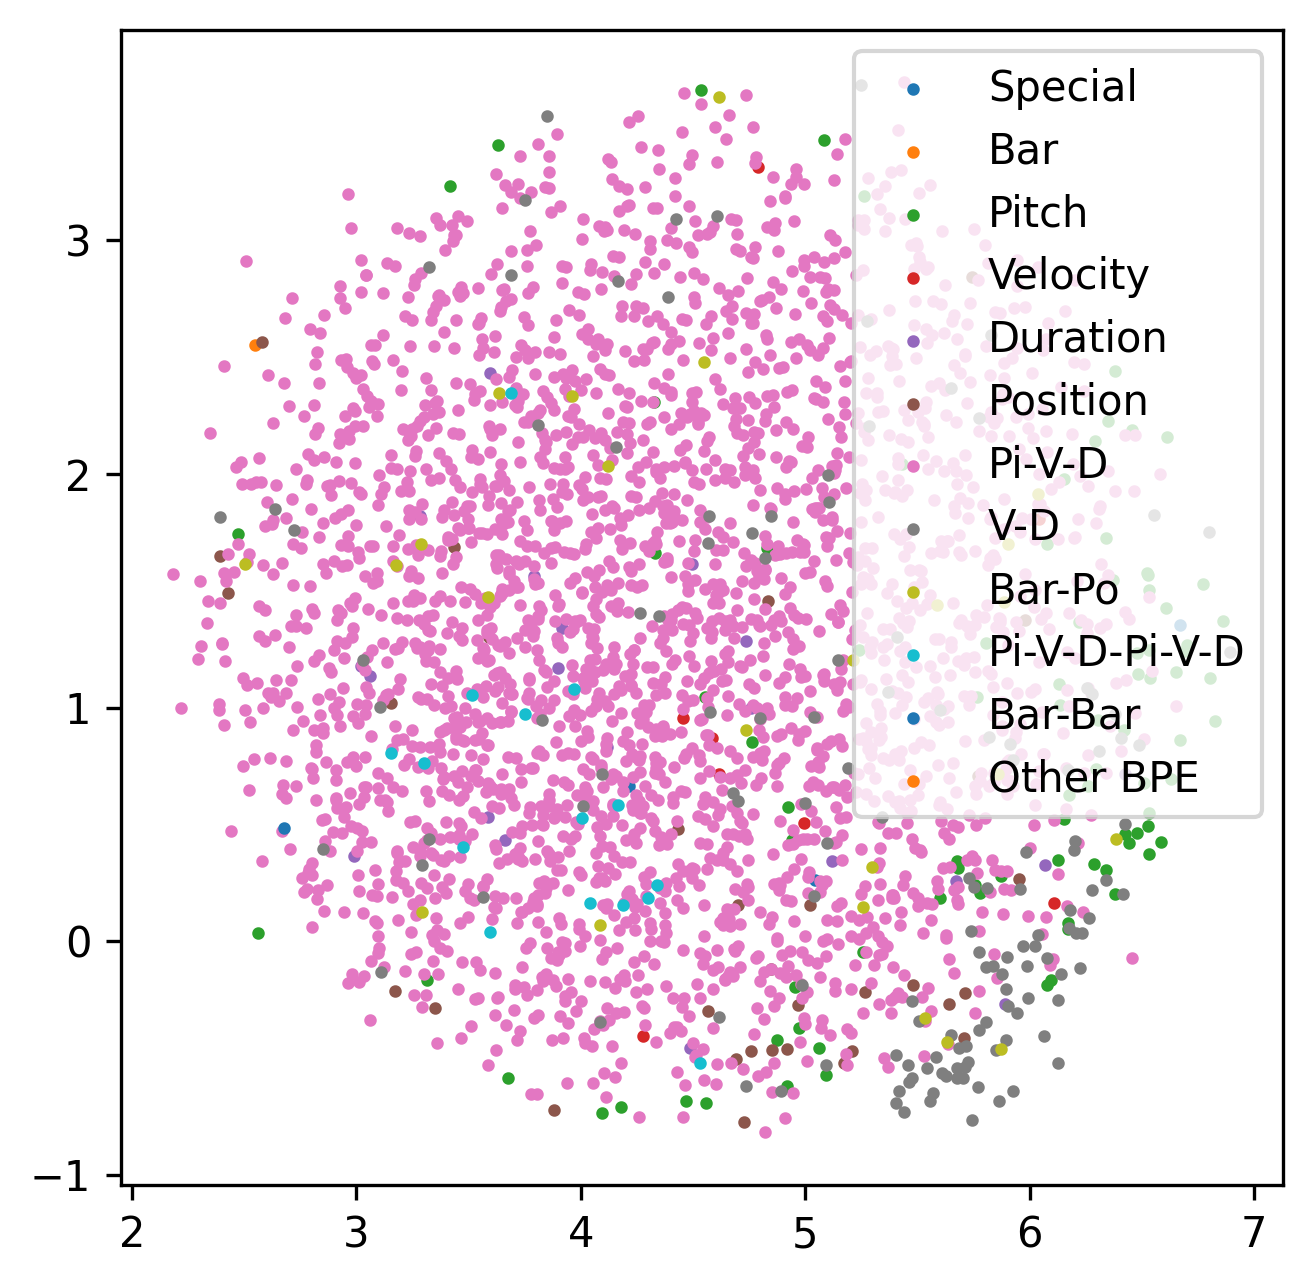 Special
Bar
Pitch
Velocity
Duration
Position
Pi-V-D
V-D
Bar-Po
Pi-V-D-Pi-V-D
Bar-Bar
Other BPE
3
2
1
0
−1
2 3 4 5 6 7